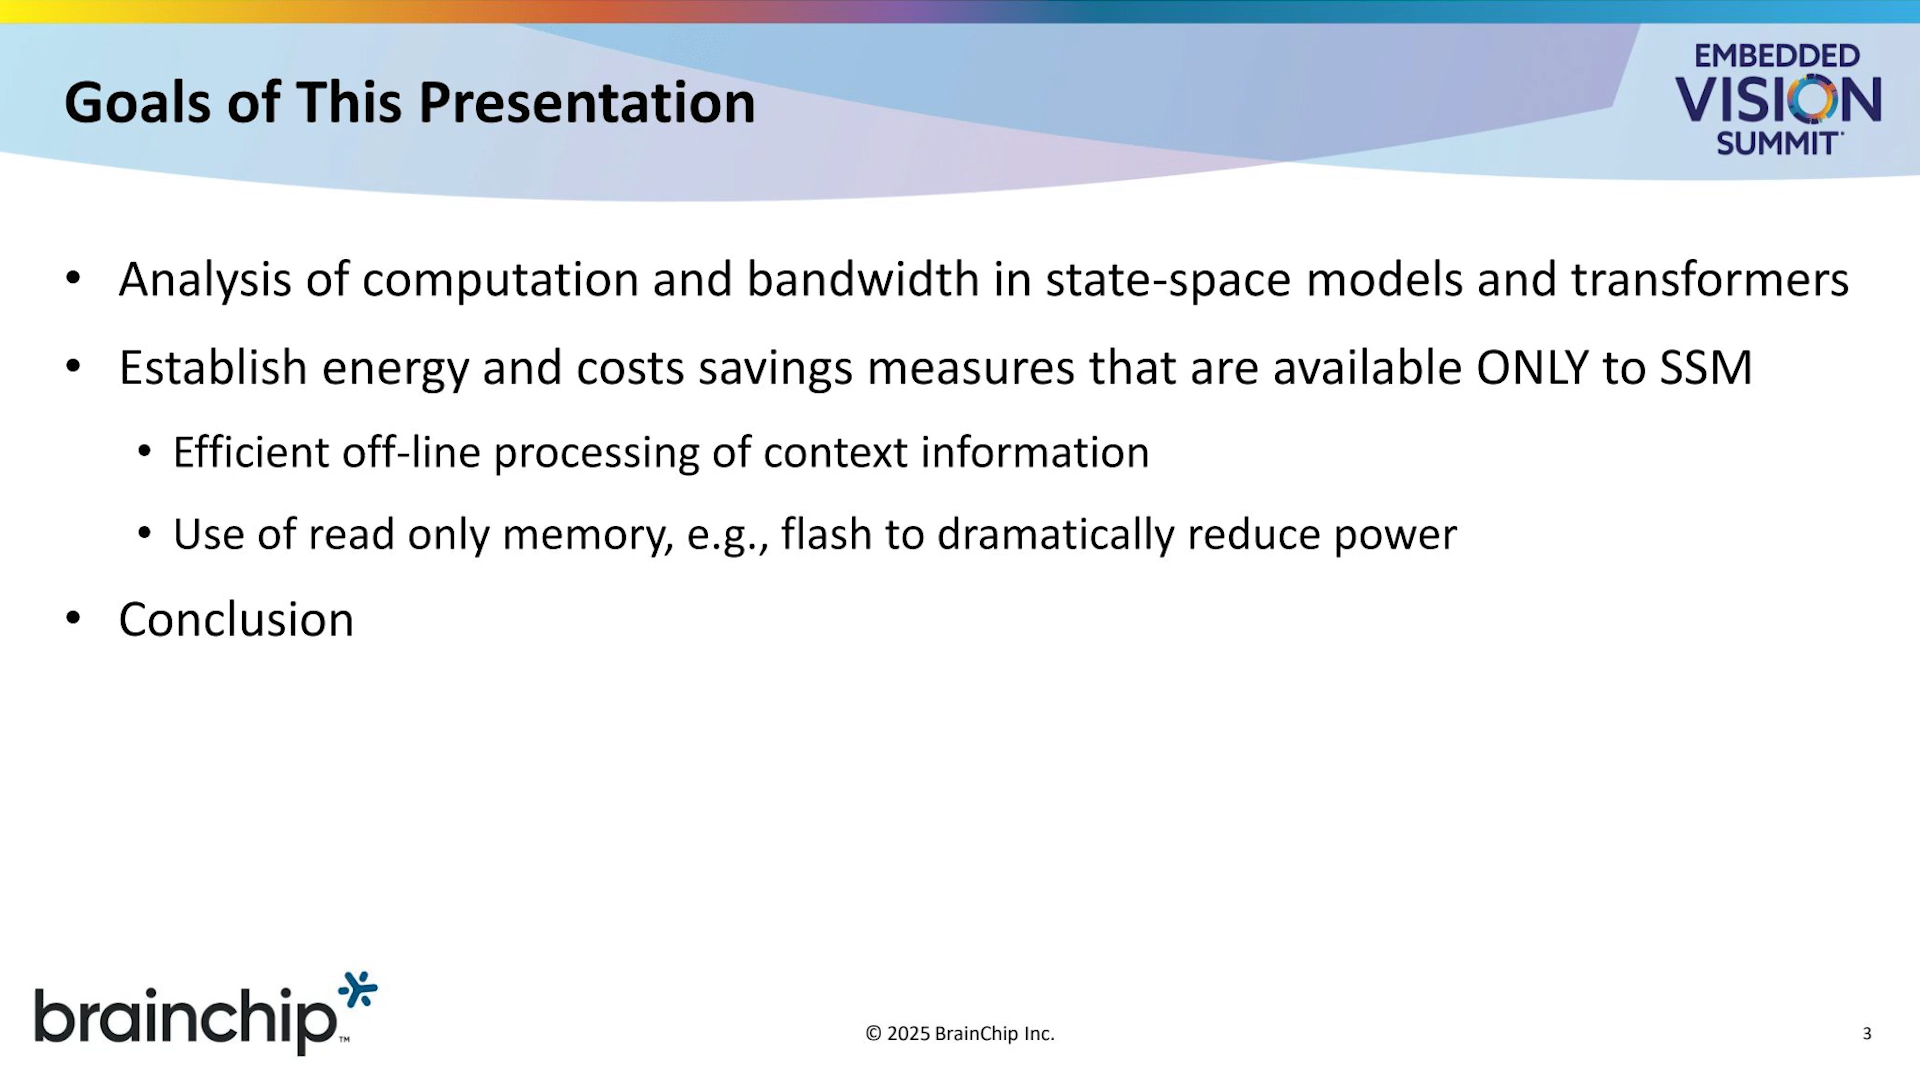 Goals of This Presentation
EMBEDDED
VISION
SUMMIT
• Analysis of computation and bandwidth in state-space models and transformers
• Establish energy and costs savings measures that are available ONLY to SSM
• Efficient off-line processing of context information
• Use of read only memory, e.g., flash to dramatically reduce power
• Conclusion
brainchip™
© 2025 BrainChip Inc.
3